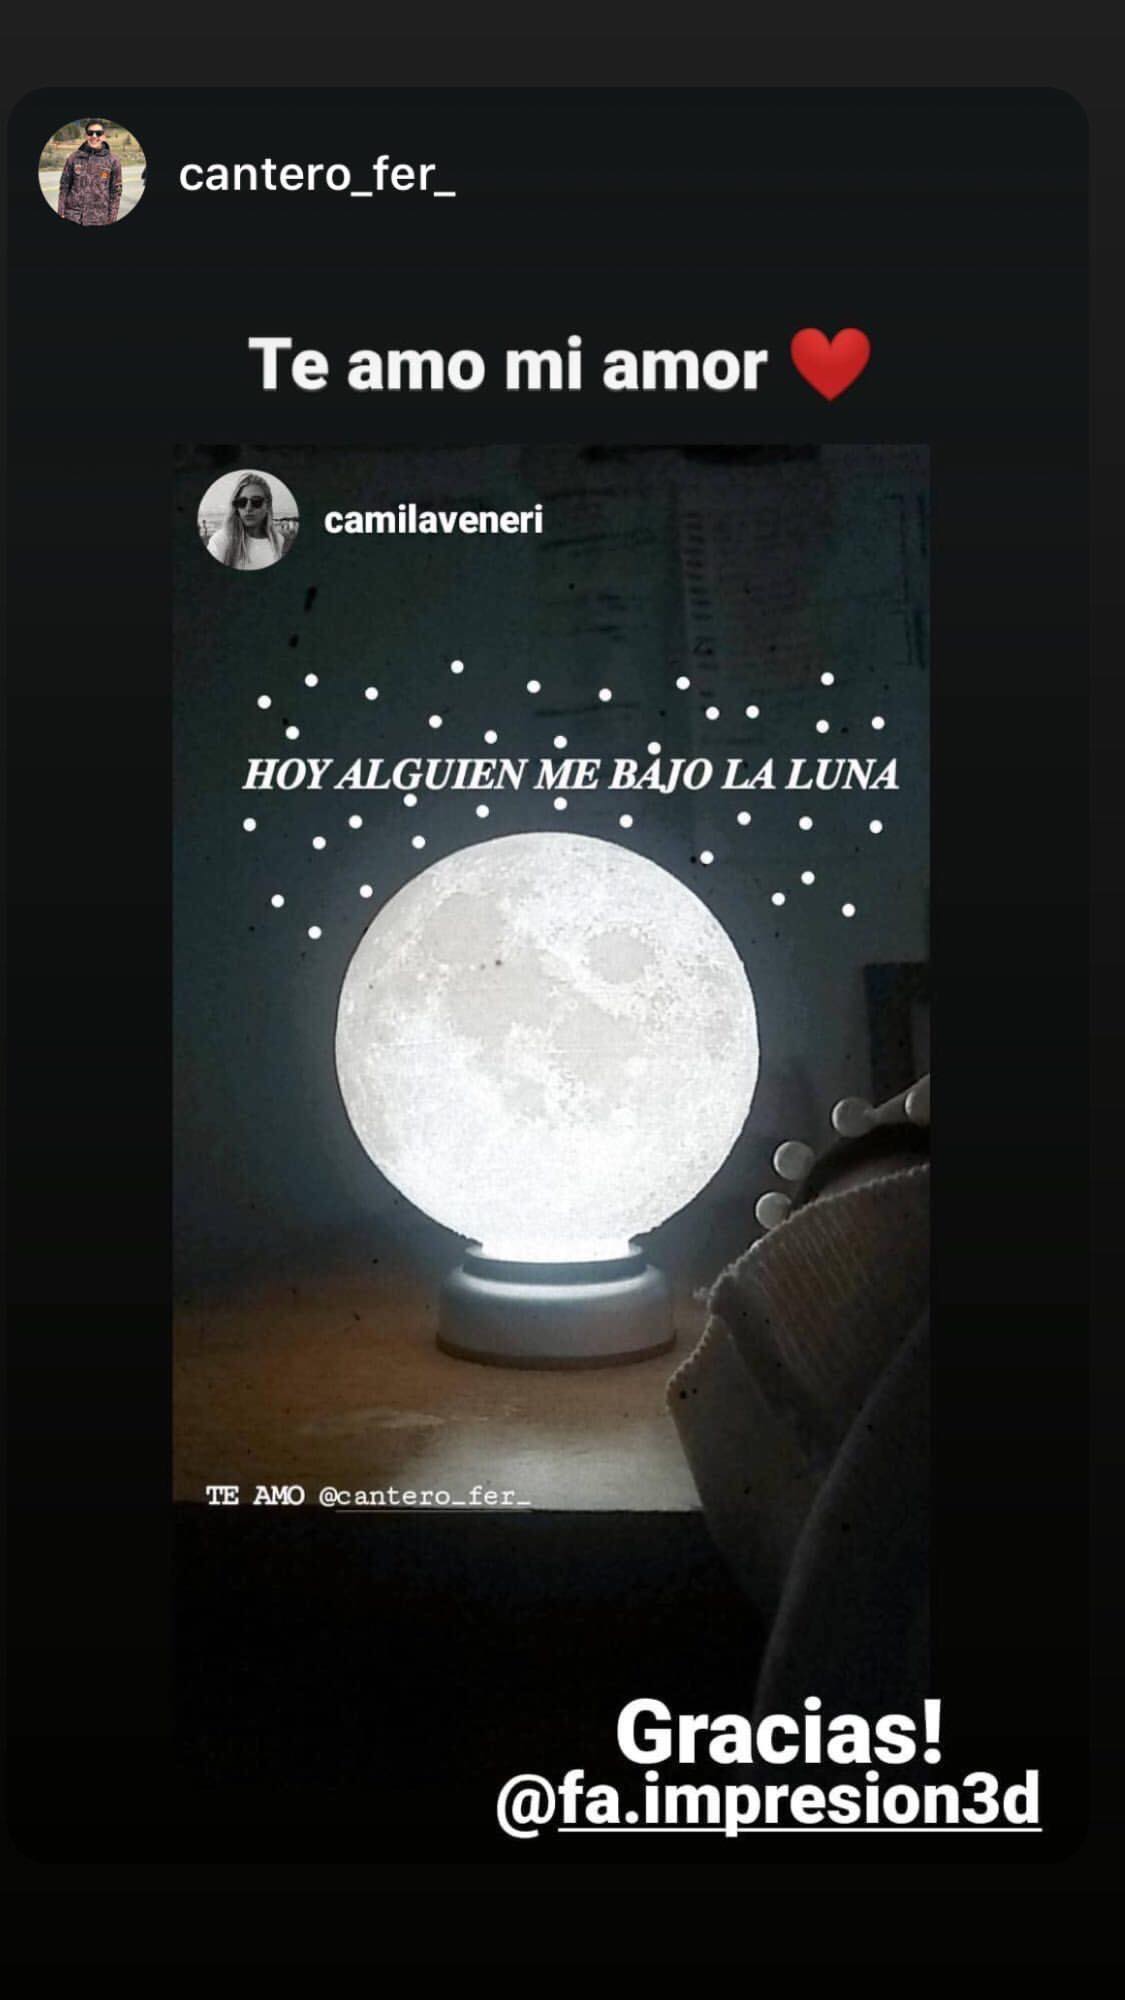 cantero_fer_
Te amo mi amor ❤️
camilaveneri
HOY ALGUIEN ME BAJO LA LUNA
TE AMO @cantero_fer_
Gracias!
@fa.impresion3d